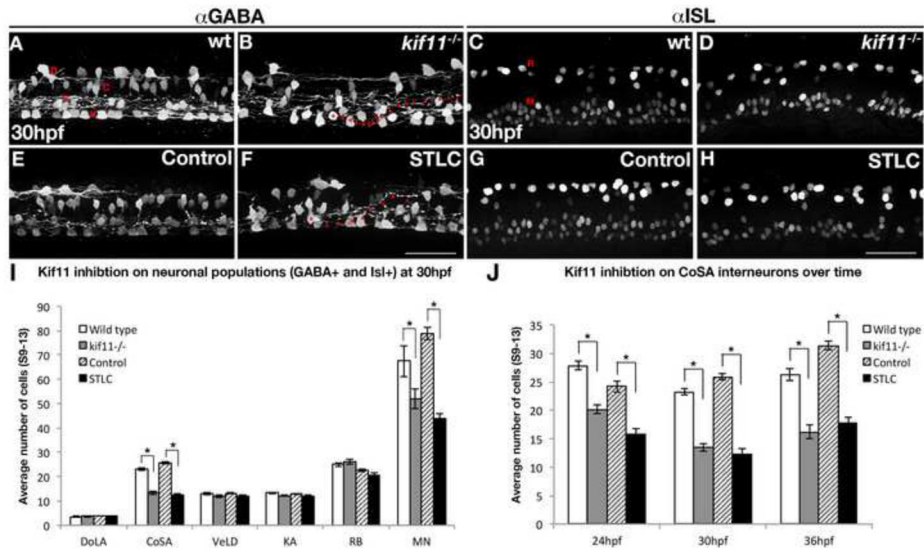 αGABA αISL
A wt B kif11-/- C wt D kif11-/-
30hpf 30hpf
E Control F STLC G Control H STLC
I Kif11 inhibtion on neuronal populations (GABA+ and Isl+) at 30hpf
Average number of cells (S9-13)
90
80
70
60
50
40
30
20
10
0
Wild type
kif11-/-
Control
STLC
* * * *
DoLA CoSA VeLD KA RB MN
J Kif11 inhibtion on CoSA interneurons over time
Average number of cells (S9-13)
35
30
25
20
15
10
5
0
Wild type
kif11-/-
Control
STLC
* * * * * *
24hpf 30hpf 36hpf